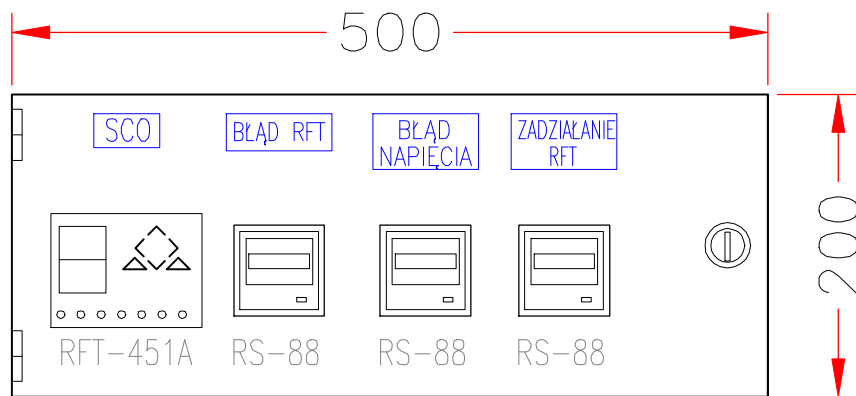 500
SCO
BŁĄD RFT
BŁĄD
NAPIĘCIA
ZADZIAŁANIE
RFT
200
RFT-451A
RS-88
RS-88
RS-88